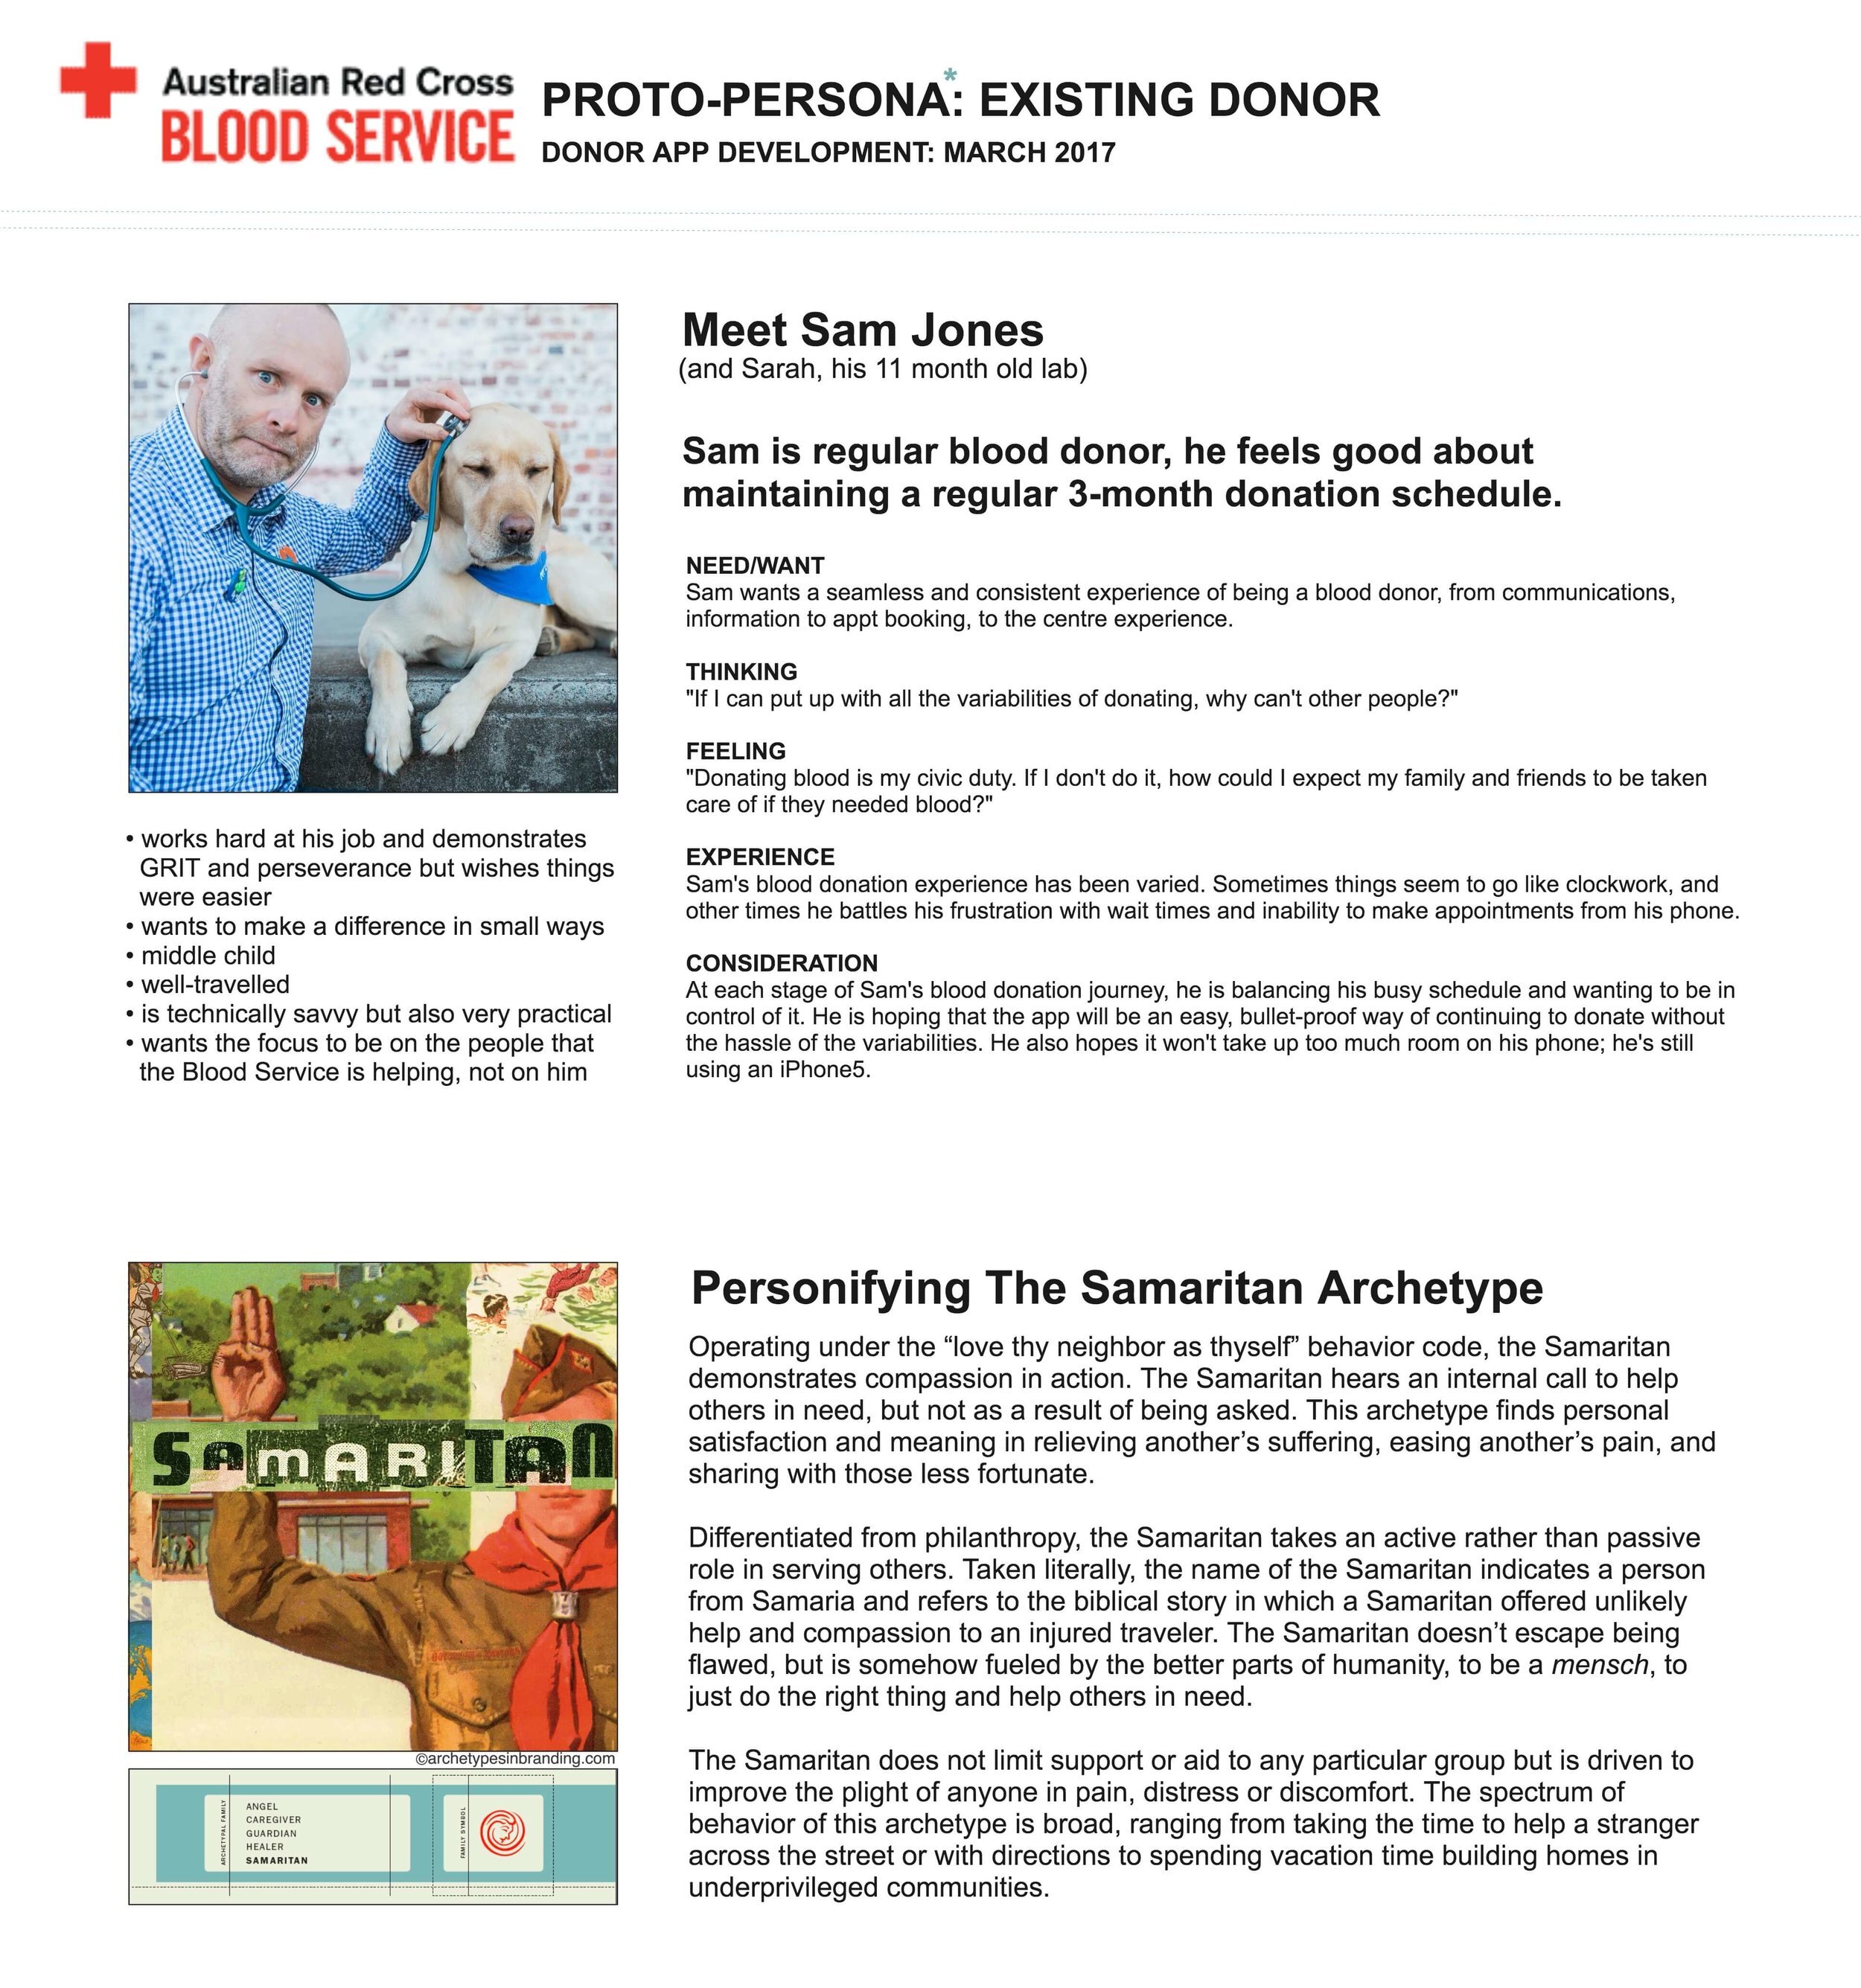 Australian Red Cross
BLOOD SERVICE
PROTO-PERSONA*: EXISTING DONOR
DONOR APP DEVELOPMENT: MARCH 2017
Meet Sam Jones
(and Sarah, his 11 month old lab)
Sam is regular blood donor, he feels good about
maintaining a regular 3-month donation schedule.
NEED/WANT
Sam wants a seamless and consistent experience of being a blood donor, from communications,
information to appt booking, to the centre experience.
THINKING
"If I can put up with all the variabilities of donating, why can't other people?"
FEELING
"Donating blood is my civic duty. If I don't do it, how could I expect my family and friends to be taken
care of if they needed blood?"
EXPERIENCE
Sam's blood donation experience has been varied. Sometimes things seem to go like clockwork, and
other times he battles his frustration with wait times and inability to make appointments from his phone.
CONSIDERATION
At each stage of Sam's blood donation journey, he is balancing his busy schedule and wanting to be in
control of it. He is hoping that the app will be an easy, bullet-proof way of continuing to donate without
the hassle of the variabilities. He also hopes it won't take up too much room on his phone; he's still
using an iPhone5.
• works hard at his job and demonstrates
GRIT and perseverance but wishes things
were easier
• wants to make a difference in small ways
• middle child
• well-travelled
• is technically savvy but also very practical
• wants the focus to be on the people that
the Blood Service is helping, not on him
SAmARITAN
©archetypesinbranding.com
ARCHETYPAL FAMILY
ANGEL
CAREGIVER
GUARDIAN
HEALER
SAMARITAN
FAMILY SYMBOL
Personifying The Samaritan Archetype
Operating under the “love thy neighbor as thyself” behavior code, the Samaritan
demonstrates compassion in action. The Samaritan hears an internal call to help
others in need, but not as a result of being asked. This archetype finds personal
satisfaction and meaning in relieving another’s suffering, easing another’s pain, and
sharing with those less fortunate.
Differentiated from philanthropy, the Samaritan takes an active rather than passive
role in serving others. Taken literally, the name of the Samaritan indicates a person
from Samaria and refers to the biblical story in which a Samaritan offered unlikely
help and compassion to an injured traveler. The Samaritan doesn’t escape being
flawed, but is somehow fueled by the better parts of humanity, to be a mensch, to
just do the right thing and help others in need.
The Samaritan does not limit support or aid to any particular group but is driven to
improve the plight of anyone in pain, distress or discomfort. The spectrum of
behavior of this archetype is broad, ranging from taking the time to help a stranger
across the street or with directions to spending vacation time building homes in
underprivileged communities.